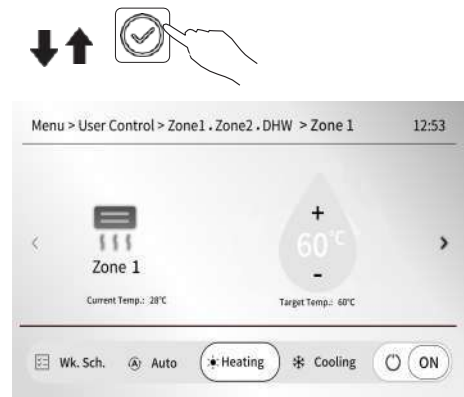 Menu > User Control > Zone1 . Zone2 . DHW > Zone 1 12:53
+
60°C
-
Zone 1
Current Temp.: 28°C
Target Temp.: 60°C
Wk. Sch. Auto Heating Cooling ON